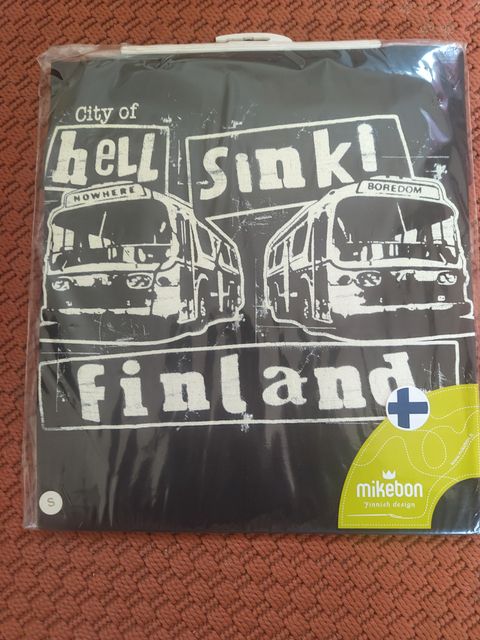 City of
hell sinki
NOWHERE BOREDOM
finland
mikebon
Finnish design
S